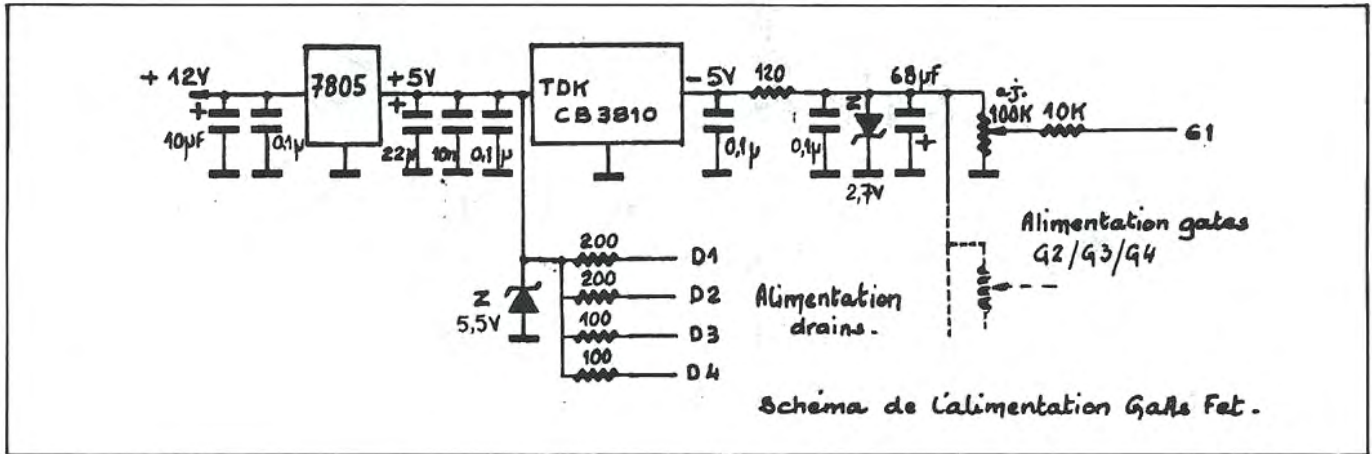 + 12V
7805
+5V
TDK
CB3810
-5V
120
68µf
aj.
100K
10K
G1
+
10µF
0,1µ
+
22µ
10n
0,1µ
0,1µ
0,1µ
Z
2,7V
+
200
D1
200
D2
100
D3
100
D4
Z
5,5V
Alimentation
drains.
Alimentation gates
G2/G3/G4
Schéma de l'alimentation GaAs Fet.